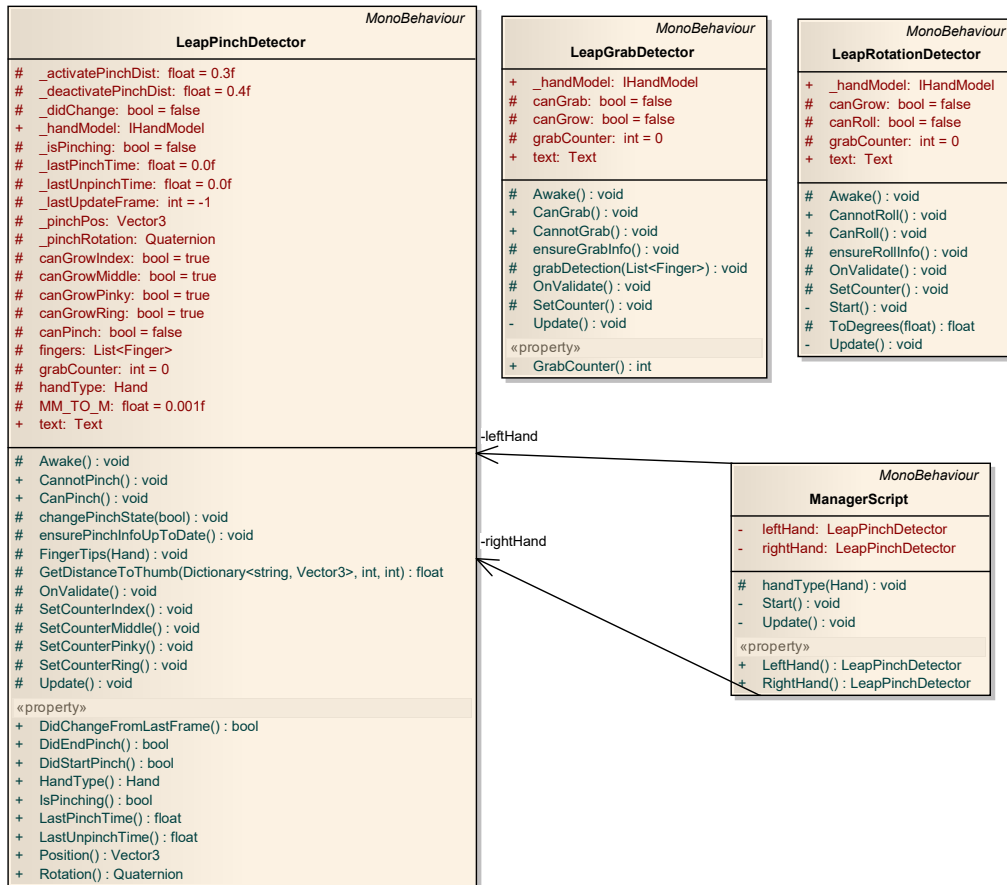 MonoBehaviour
LeapPinchDetector
# _activatePinchDist: float = 0.3f
# _deactivatePinchDist: float = 0.4f
# _didChange: bool = false
+ _handModel: IHandModel
# _isPinching: bool = false
# _lastPinchTime: float = 0.0f
# _lastUnpinchTime: float = 0.0f
# _lastUpdateFrame: int = -1
# _pinchPos: Vector3
# _pinchRotation: Quaternion
# canGrowIndex: bool = true
# canGrowMiddle: bool = true
# canGrowPinky: bool = true
# canGrowRing: bool = true
# canPinch: bool = false
# fingers: List<Finger>
# grabCounter: int = 0
# handType: Hand
# MM_TO_M: float = 0.001f
+ text: Text
# Awake() : void
+ CannotPinch() : void
+ CanPinch() : void
# changePinchState(bool) : void
# ensurePinchInfoUpToDate() : void
# FingerTips(Hand) : void
# GetDistanceToThumb(Dictionary<string, Vector3>, int, int) : float
# OnValidate() : void
# SetCounterIndex() : void
# SetCounterMiddle() : void
# SetCounterPinky() : void
# SetCounterRing() : void
# Update() : void
«property»
+ DidChangeFromLastFrame() : bool
+ DidEndPinch() : bool
+ DidStartPinch() : bool
+ HandType() : Hand
+ IsPinching() : bool
+ LastPinchTime() : float
+ LastUnpinchTime() : float
+ Position() : Vector3
+ Rotation() : Quaternion
MonoBehaviour
LeapGrabDetector
+ _handModel: IHandModel
# canGrab: bool = false
# canGrow: bool = false
# grabCounter: int = 0
+ text: Text
# Awake() : void
+ CanGrab() : void
+ CannotGrab() : void
# ensureGrabInfo() : void
# grabDetection(List<Finger>) : void
# OnValidate() : void
# SetCounter() : void
- Update() : void
«property»
+ GrabCounter() : int
MonoBehaviour
LeapRotationDetector
+ _handModel: IHandModel
# canGrow: bool = false
# canRoll: bool = false
# grabCounter: int = 0
+ text: Text
# Awake() : void
+ CannotRoll() : void
+ CanRoll() : void
# ensureRollInfo() : void
# OnValidate() : void
# SetCounter() : void
- Start() : void
# ToDegrees(float) : float
- Update() : void
-leftHand
-rightHand
MonoBehaviour
ManagerScript
- leftHand: LeapPinchDetector
- rightHand: LeapPinchDetector
# handType(Hand) : void
- Start() : void
- Update() : void
«property»
+ LeftHand() : LeapPinchDetector
+ RightHand() : LeapPinchDetector